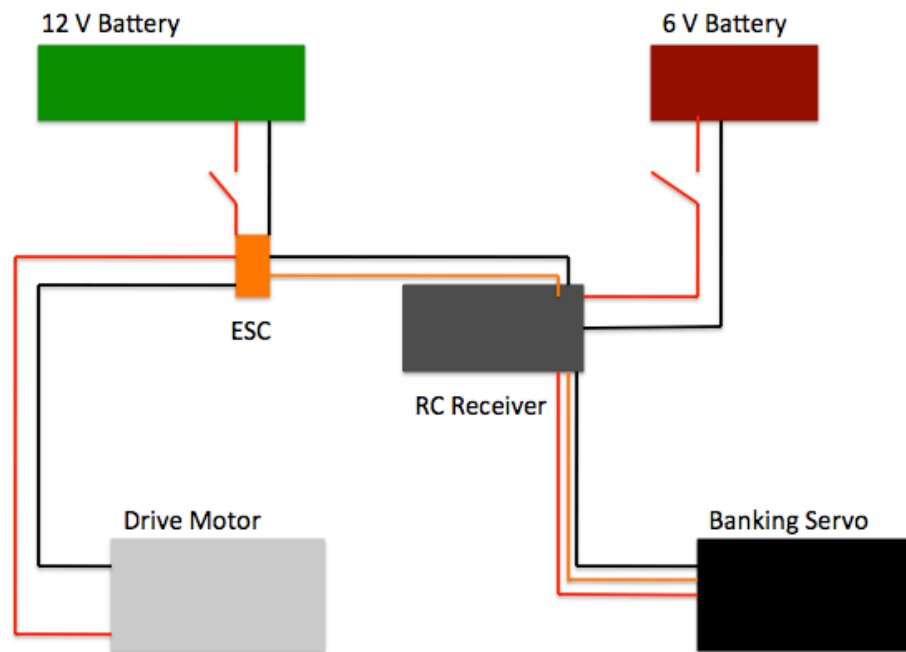 12 V Battery
6 V Battery
ESC
RC Receiver
Drive Motor
Banking Servo